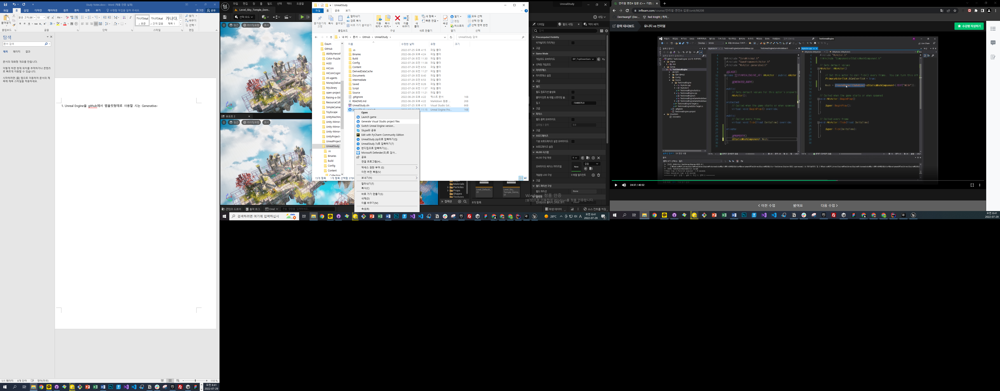 Study Notes.docx - Word (제품 인증 실패)
파일 홈 삽입 디자인 레이아웃 참조 편지 검토 보기 수행할 작업을 알려 주세요. 로그인 공유
붙여넣기
클립보드 글꼴 단락 스타일 편집
가나다AaI 가나다AaI 가나다.
표준 간격 없음 제목 1
찾기
바꾸기
선택
탐색
문서 검색
제목 페이지 결과
문서의 대화형 개요를 만듭니다.
이렇게 하면 현재 위치를 추적하거나 콘텐츠로 빠르게 이동할 수 있습니다.
시작하려면 [홈] 탭으로 이동하여 문서의 제목에 제목 스타일을 적용하세요.
1. Unreal Engine을 github에서 템플릿형태로 사용할 시는 Generative
1/1 페이지 8개 단어 영어(미국) 110 %
오전 8:41
2022-07-29
파일 편집 창 툴 빌드 선택 액터 도움말
Level_Sky_Temple_Dem...
선택 모드
원근 라이팅포함 표시
뷰포트 2
원근 라이팅포함 표시
콘텐츠 드로어 출력 로그 Cmd
UnrealStudy
파일 홈 공유 보기
즐겨찾기에 고정 복사 붙여넣기
잘라내기
경로 복사
바로 가기 붙여넣기
이동 위치 복사 위치 삭제 이름 바꾸기
새 폴더
새 항목
빠른 연결
속성
열기
편집
히스토리
모두 선택
선택 안 함
선택 영역 반전
클립보드 구성 새로 만들기 열기 선택
내 PC > 문서 > GitHub > UnrealStudy
UnrealStudy 검색
Daum
GitHub
AbilityHerosR
Color-Puzzle
Hi30
HiCoin
HiCoinCognit
ml-agents
MoneyDelive
MyLibrary
open-project
Raising-a-Ski
ResourceColl
SimpleCamer
ToyEscape
UnityMachin
Unity-Mirror-
Unity-Mirror-
Unity-Mirror-
UnityProject-
UnrealProject
UnrealStudy
.vs
Binaries
Build
Config
Content
Collection
이름 수정한 날짜 유형 크기
.vs 2022-07-25 오후 4:15 파일 폴더
Binaries 2022-06-29 오후 4:24 파일 폴더
Build 2022-07-26 오전 11:30 파일 폴더
Config 2022-07-26 오전 11:38 파일 폴더
Content 2022-07-29 오전 6:53 파일 폴더
DerivedDataCache 2022-07-26 오전 11:27 파일 폴더
Documents 2022-07-29 오전 8:40 파일 폴더
Intermediate 2022-07-29 오전 6:53 파일 폴더
Saved 2022-07-29 오전 8:28 파일 폴더
Script 2022-07-26 오전 11:37 파일 폴더
Source 2022-07-26 오전 11:21 파일 폴더
.gitignore 2022-06-29 오후 4:22 텍스트 문서 1KB
README.md 2022-06-29 오후 4:22 Markdown 원본 ... 2KB
UnrealStudy.sln 2022-07-25 오후 4:15 Visual Studio Sol... 6KB
11:15 Unreal Engine Pro... 1KB
Open
Launch game
Generate Visual Studio project files
Switch Unreal Engine version...
Skype와 공유
Edit with PyCharm Community Edition
UnrealStudy.zip으로 압축하기(Q)
UnrealStudy.7z로 압축하기(7)
반디집으로 압축하기(L)...
Microsoft Defender(으)로 검사...
공유
연결 프로그램(H)...
액세스 권한 부여 (G)
이전 버전 복원(V)
보내기(N)
잘라내기(T)
복사(C)
바로 가기 만들기(S)
삭제(D)
이름 바꾸기(M)
속성(R)
15개 항목 1개 항목 선택함
Materials
Particles
Props
Shapes
Textures
컬렉션
Level_Default_01
Level_Sky_Temple_Demo_01
8개 항목
UnrealStudy
세팅
디테일 월드 세팅 액터 배치
검색
Precomputed Visibility
비저빌리티 미리계산
고급
Game Mode
게임모드 오버라이드 BP_TopDownGam
선택된 게임모드
라이트매스
라이트매스 설정
고급
월드
월드 컴포지션 활성화
클라이언트 측 레벨 스트리밍 볼...
킬 Z -1048575.0
고급
피직스
월드 중력 오버라이드
글로벌 Z 중력 0.0
고급
브로드페이즈
기본 브로드페이즈 설정 오버라이드
브로드페이즈 설정
HLOD 시스템
HLOD 구성 애셋
오버라이드 베이스 머티리얼 None 없음
계층형 LOD 구성 0 배열 엘리먼트
고급
월드 파티션 구성
월드 파티션 None
Windows 정품 인증
[설정]으로 이동하여 Windows를 정품 인증합니다.
파생 데이터 소스 컨트롤 꺼짐
검색하려면 여기에 입력하십시
28°C
오전 8:41
2022-07-29
언리얼 엔진4 입문 (C++ 기반) |
inflearn.com/course/언리얼-엔진4-입문/unit/86208
DevHwangIT (Dev... Red Knight | 캐릭...
강의 대시보드 유니티 vs 언리얼 수강평 작성하기
TestUnrealEngine
Live Share
MyActor.h TestUnrealEngineGameModeBase.cpp TestUnrealEngineGameModeBase.h MyActor.cpp
#include "CoreMinimal.h"
#include "GameFramework/Actor.h"
#include "MyActor.generated.h"
UCLASS()
class TESTUNREALENGINE_API AMyActor : public AActor
{
GENERATED_BODY()
public:
// Sets default values for this actor's properti
AMyActor();
protected:
// Called when the game starts or when spawned
virtual void BeginPlay() override;
public:
// Called every frame
virtual void Tick(float DeltaTime) override;
private:
UPROPERTY()
UStaticMeshComponent* Mesh;
#include "MyActor.h"
//#include "Components/StaticMeshComponent.h"
// Sets default values
AMyActor::AMyActor()
{
// Set this actor to call Tick() every frame. You can turn this off
PrimaryActorTick.bCanEverTick = true;
Mesh = CreateDefaultSubobject<UStaticMeshComponent>(TEXT("MESH"));
}
// Called when the game starts or when spawned
void AMyActor::BeginPlay()
{
Super::BeginPlay();
}
// Called every frame
void AMyActor::Tick(float DeltaTime)
{
Super::Tick(DeltaTime);
}
24:37 / 40:52
이전 수업 봤어요 다음 수업
오전 8:41
2022-07-29